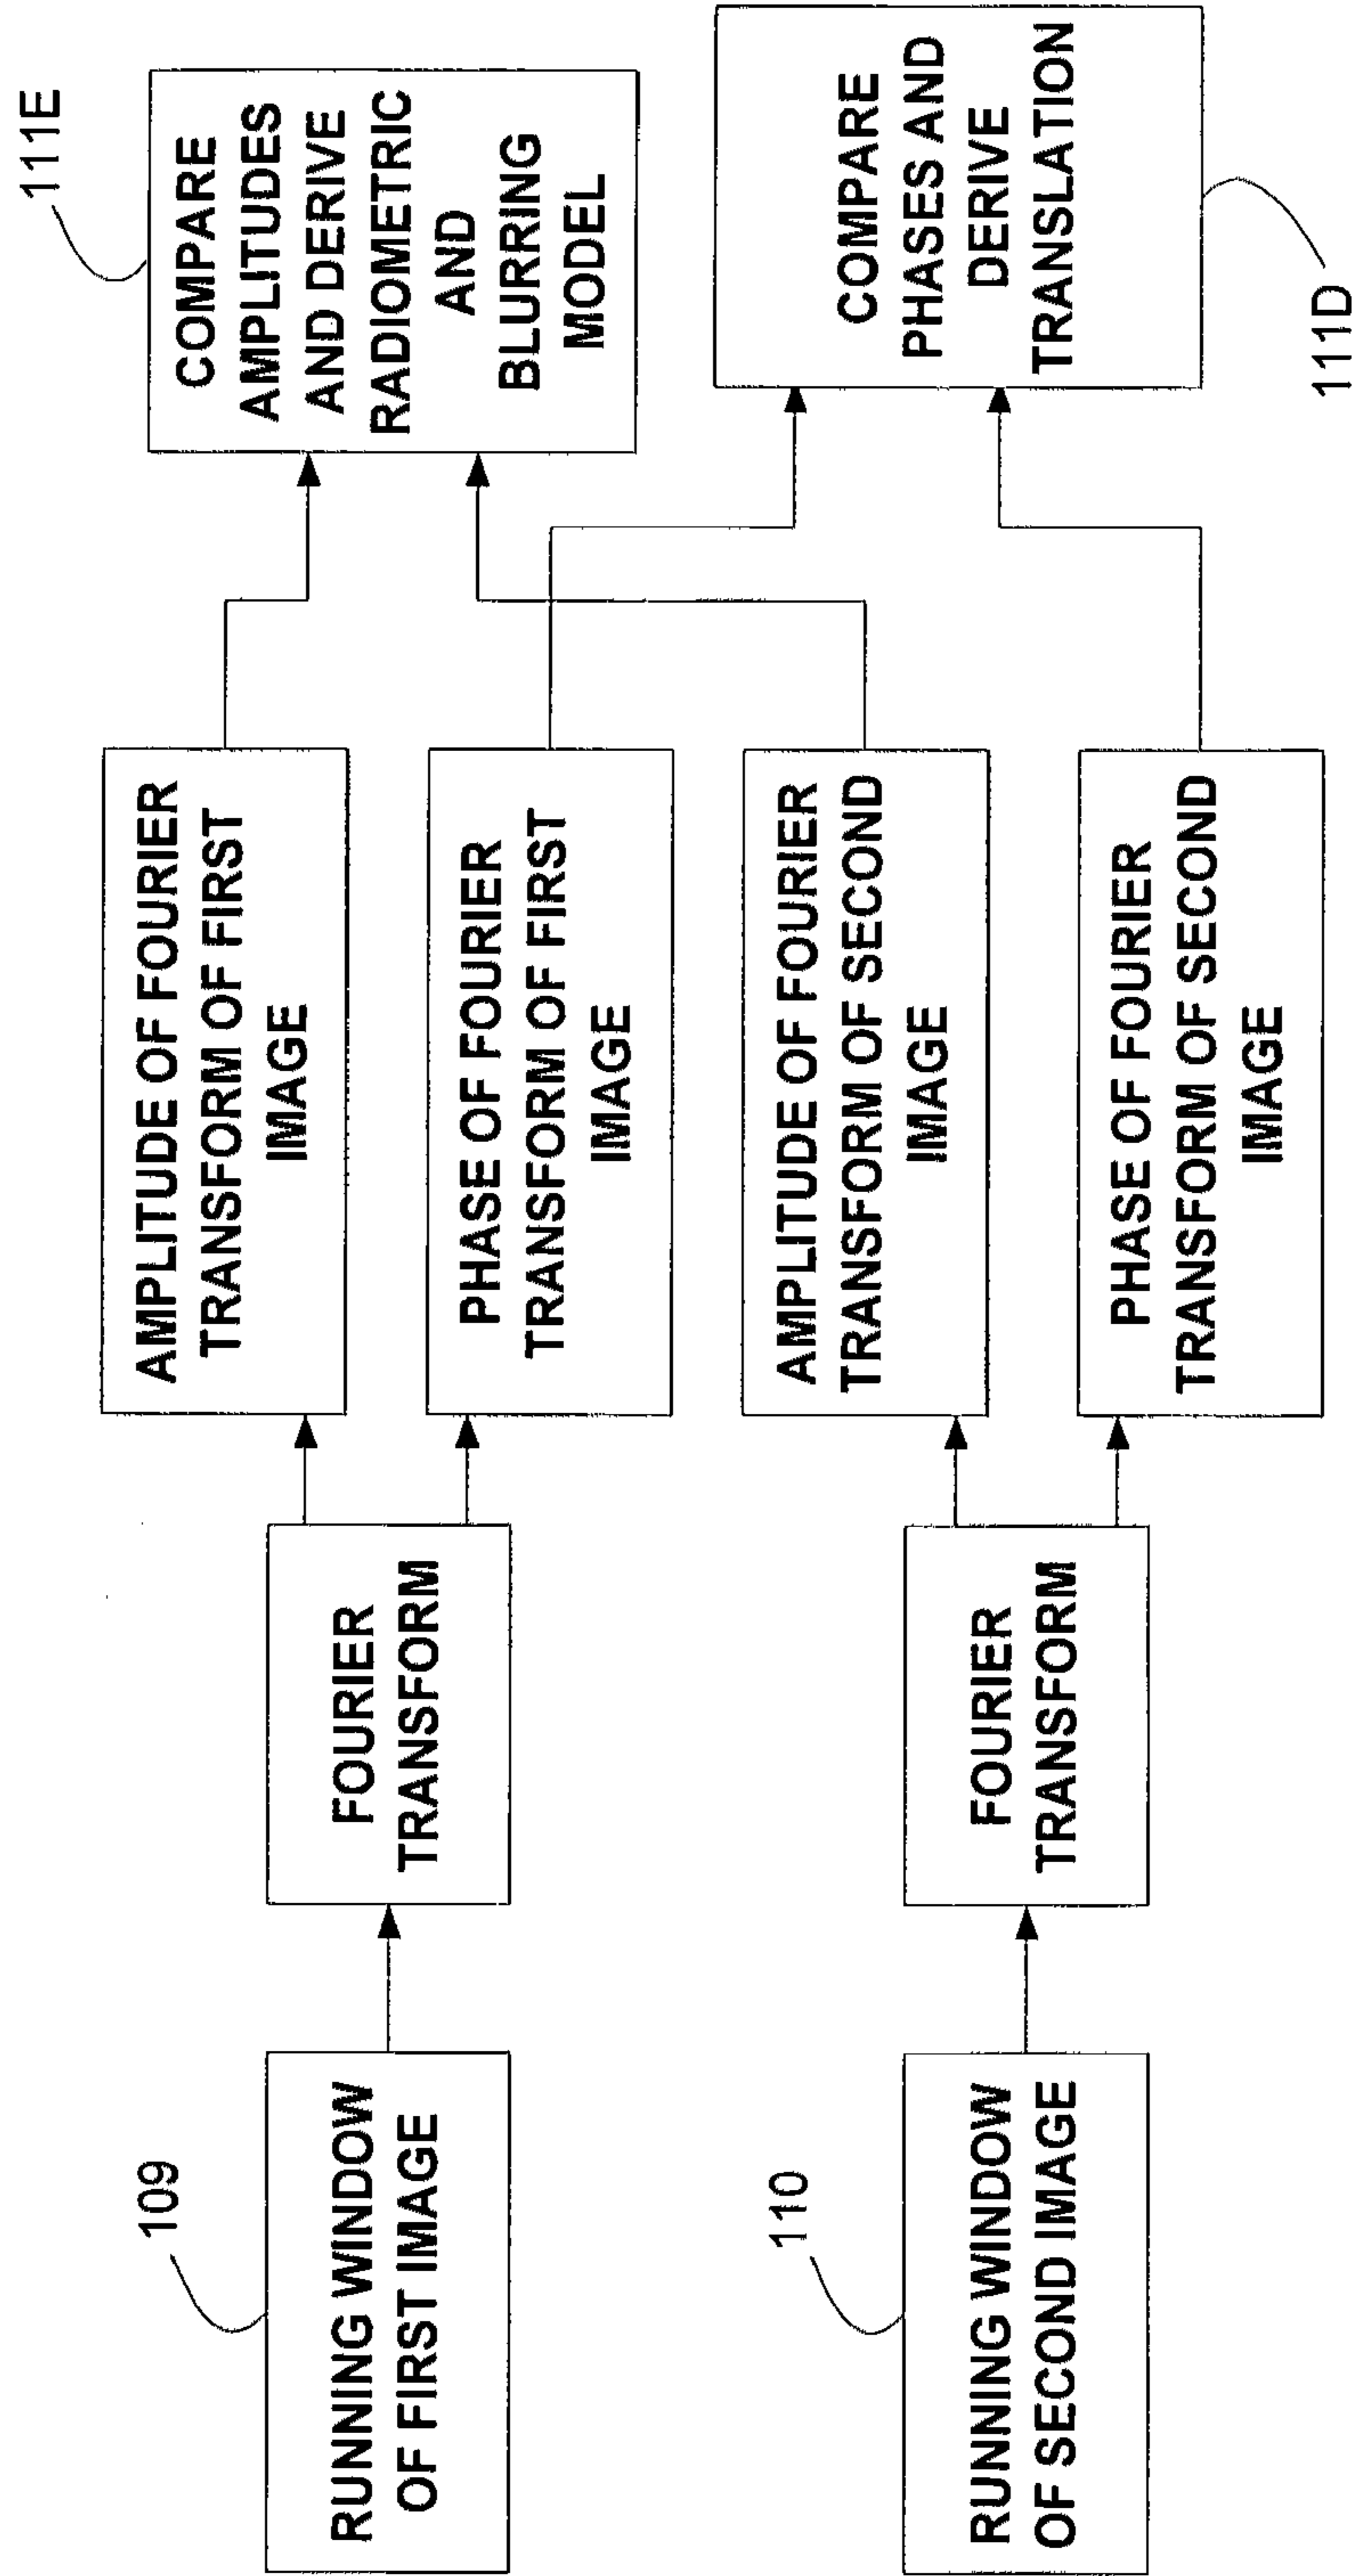 109
RUNNING WINDOW
OF FIRST IMAGE
FOURIER
TRANSFORM
AMPLITUDE OF FOURIER
TRANSFORM OF FIRST
IMAGE
PHASE OF FOURIER
TRANSFORM OF FIRST
IMAGE
111E
COMPARE
AMPLITUDES
AND DERIVE
RADIOMETRIC
AND
BLURRING
MODEL
110
RUNNING WINDOW
OF SECOND IMAGE
FOURIER
TRANSFORM
AMPLITUDE OF FOURIER
TRANSFORM OF SECOND
IMAGE
PHASE OF FOURIER
TRANSFORM OF SECOND
IMAGE
COMPARE
PHASES AND
DERIVE
TRANSLATION
111D